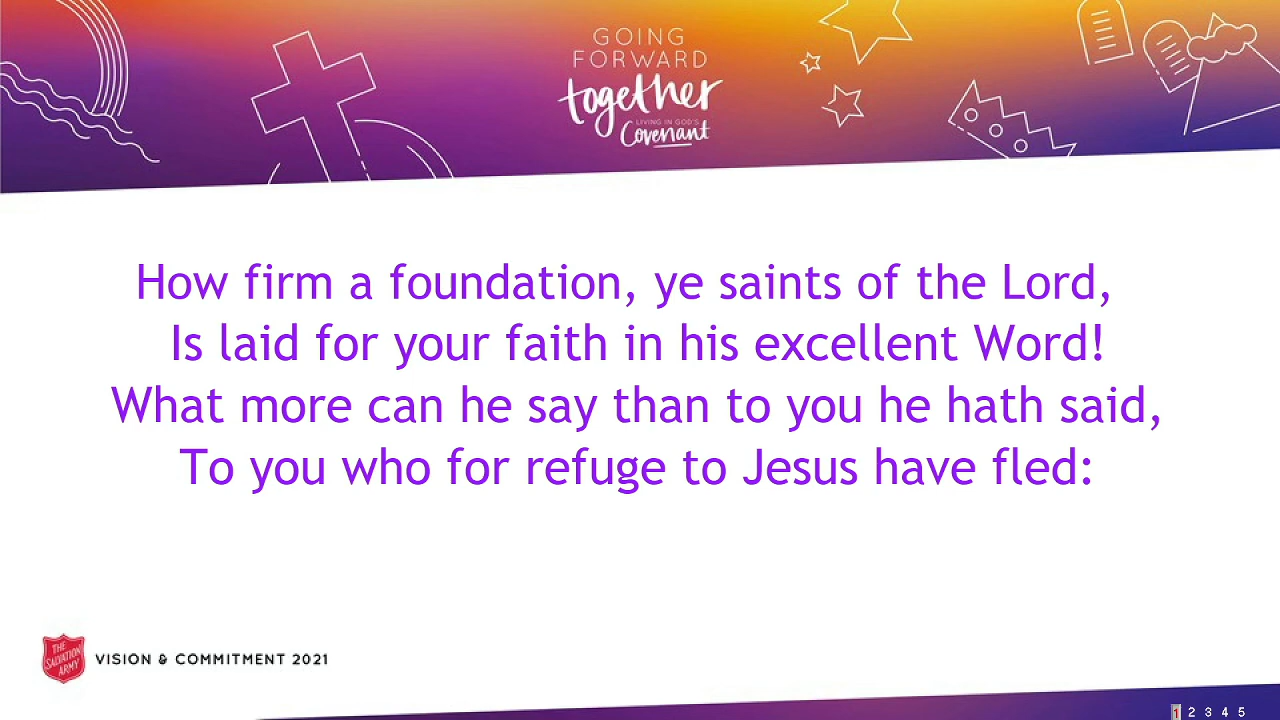 GOING
FORWARD
together
LIVING IN GOD'S
Covenant
How firm a foundation, ye saints of the Lord,
Is laid for your faith in his excellent Word!
What more can he say than to you he hath said,
To you who for refuge to Jesus have fled:
THE
SALVATION
ARMY
VISION & COMMITMENT 2021
1 2 3 4 5